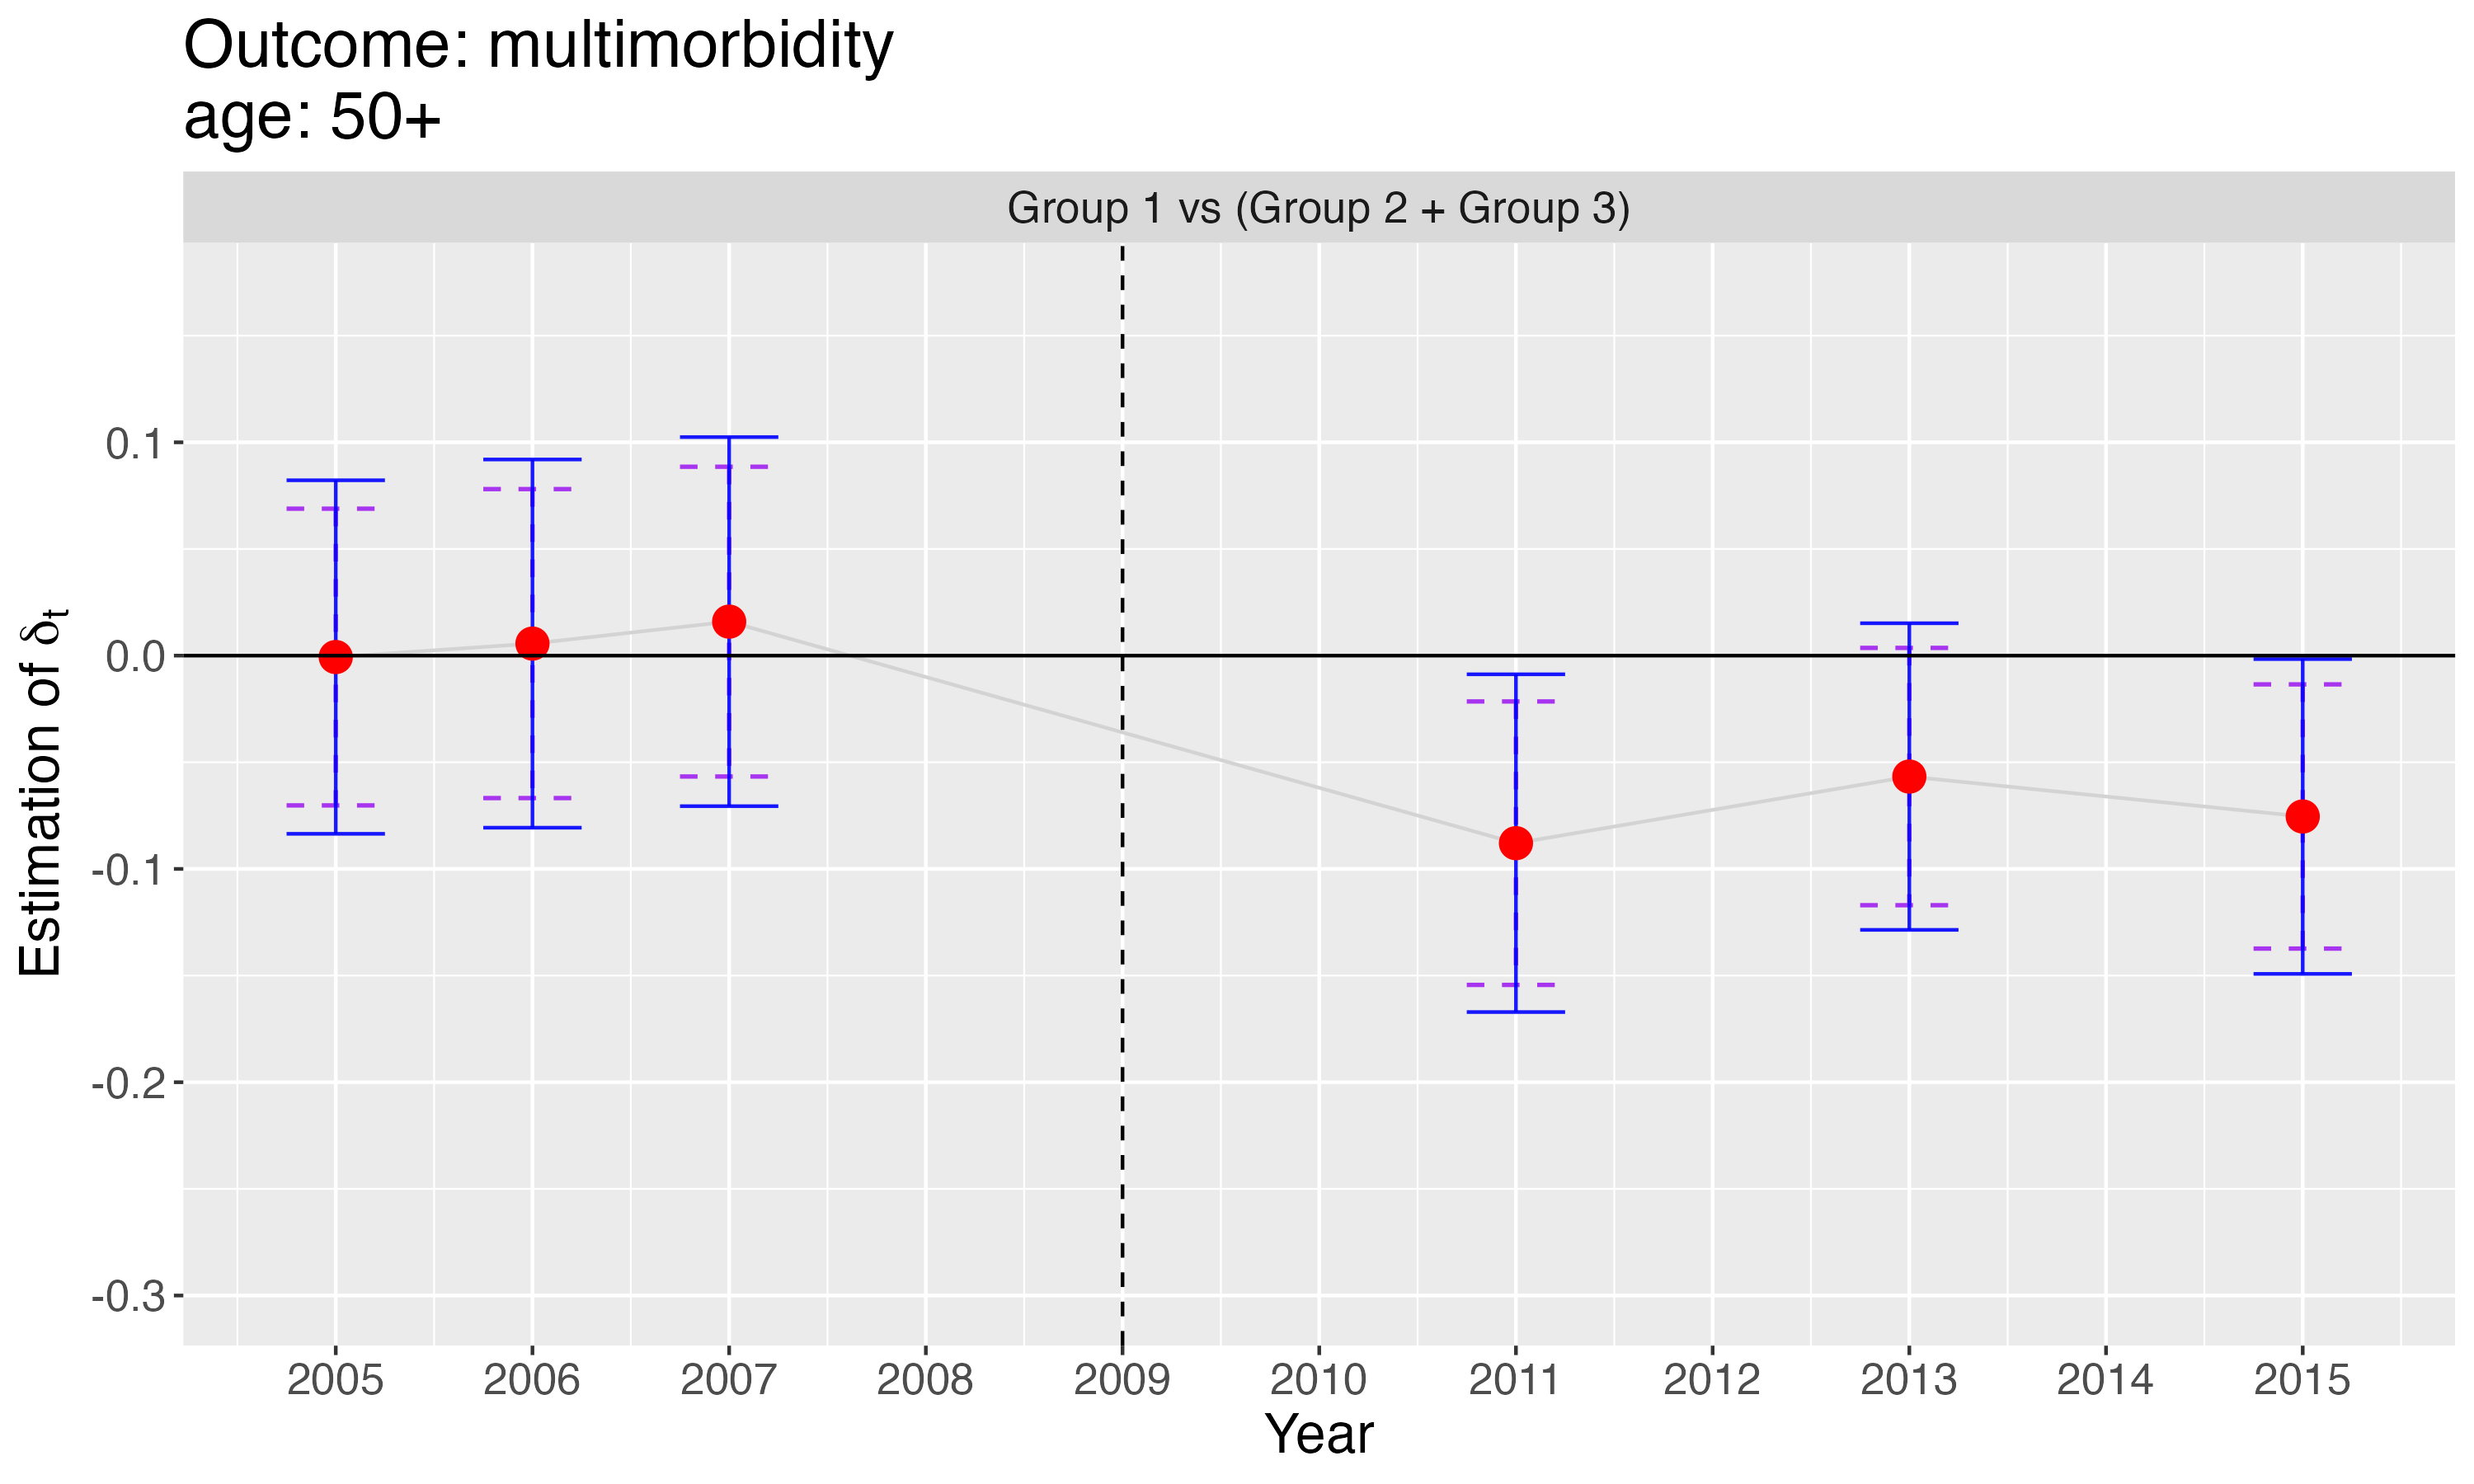 Outcome: multimorbidity
age: 50+
Group 1 vs (Group 2 + Group 3)
Estimation of δt
0.1
0.0
-0.1
-0.2
-0.3
2005 2006 2007 2008 2009 2010 2011 2012 2013 2014 2015
Year